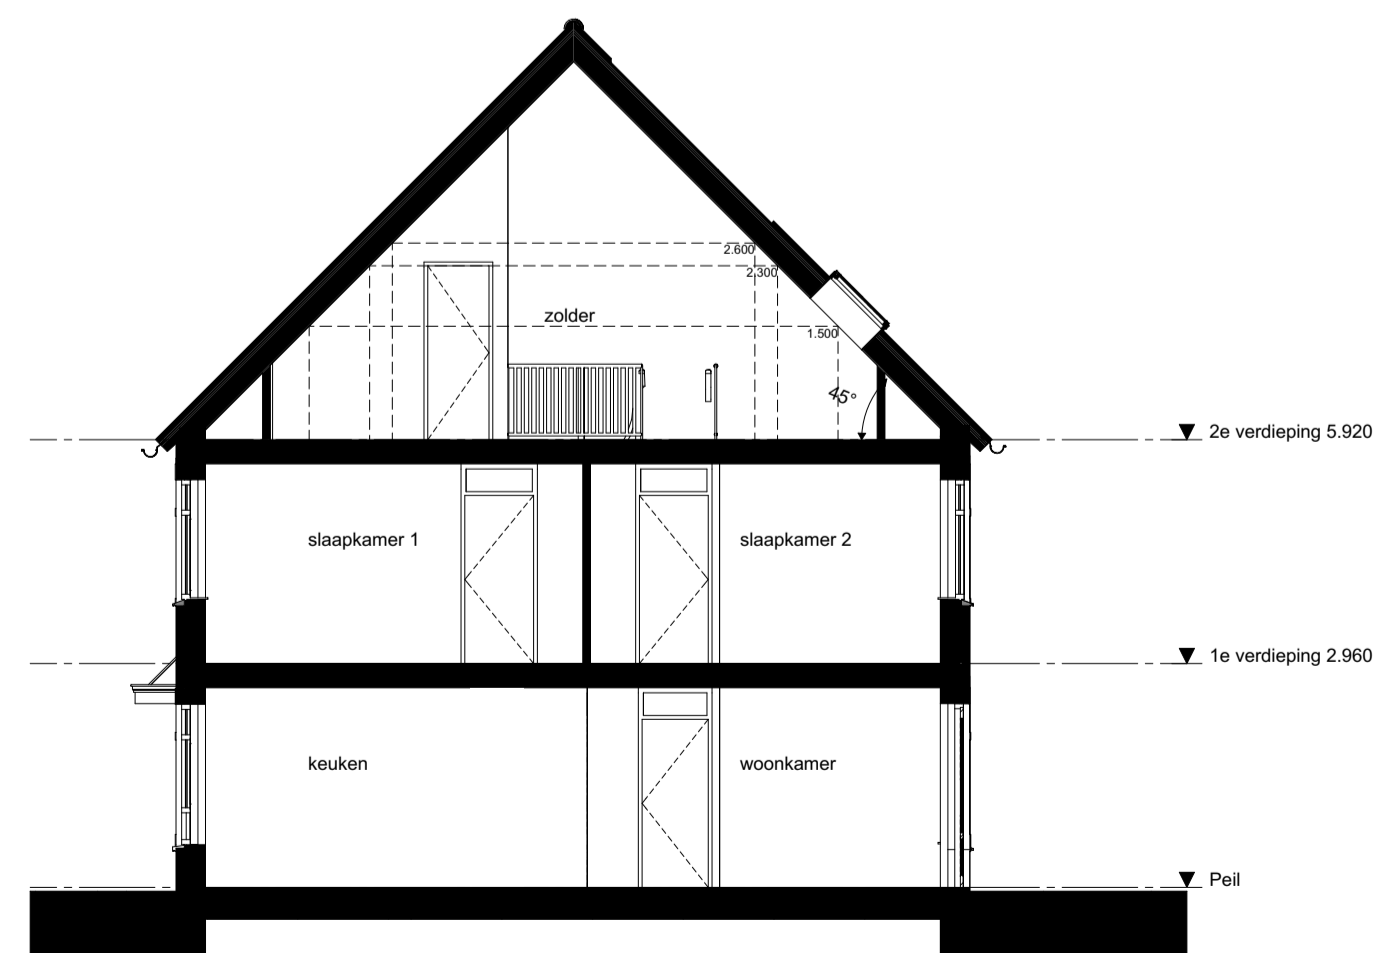 2.600
2.300
zolder
1.500
45°
2e verdieping 5.920
slaapkamer 1
slaapkamer 2
1e verdieping 2.960
keuken
woonkamer
Peil